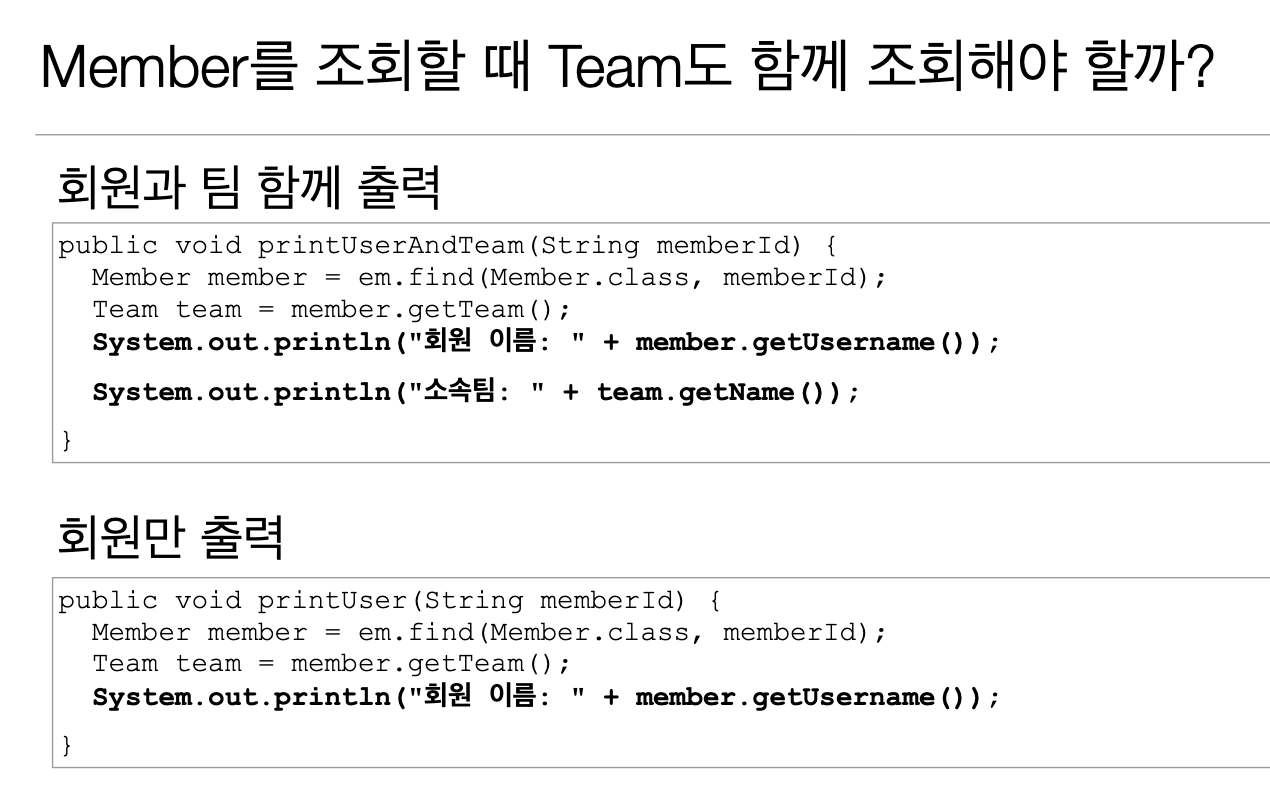 Member를 조회할 때 Team도 함께 조회해야 할까?
회원과 팀 함께 출력
public void printUserAndTeam(String memberId) {
  Member member = em.find(Member.class, memberId);
  Team team = member.getTeam();
  System.out.println("회원 이름: " + member.getUsername());
  System.out.println("소속팀: " + team.getName());
}
회원만 출력
public void printUser(String memberId) {
  Member member = em.find(Member.class, memberId);
  Team team = member.getTeam();
  System.out.println("회원 이름: " + member.getUsername());
}